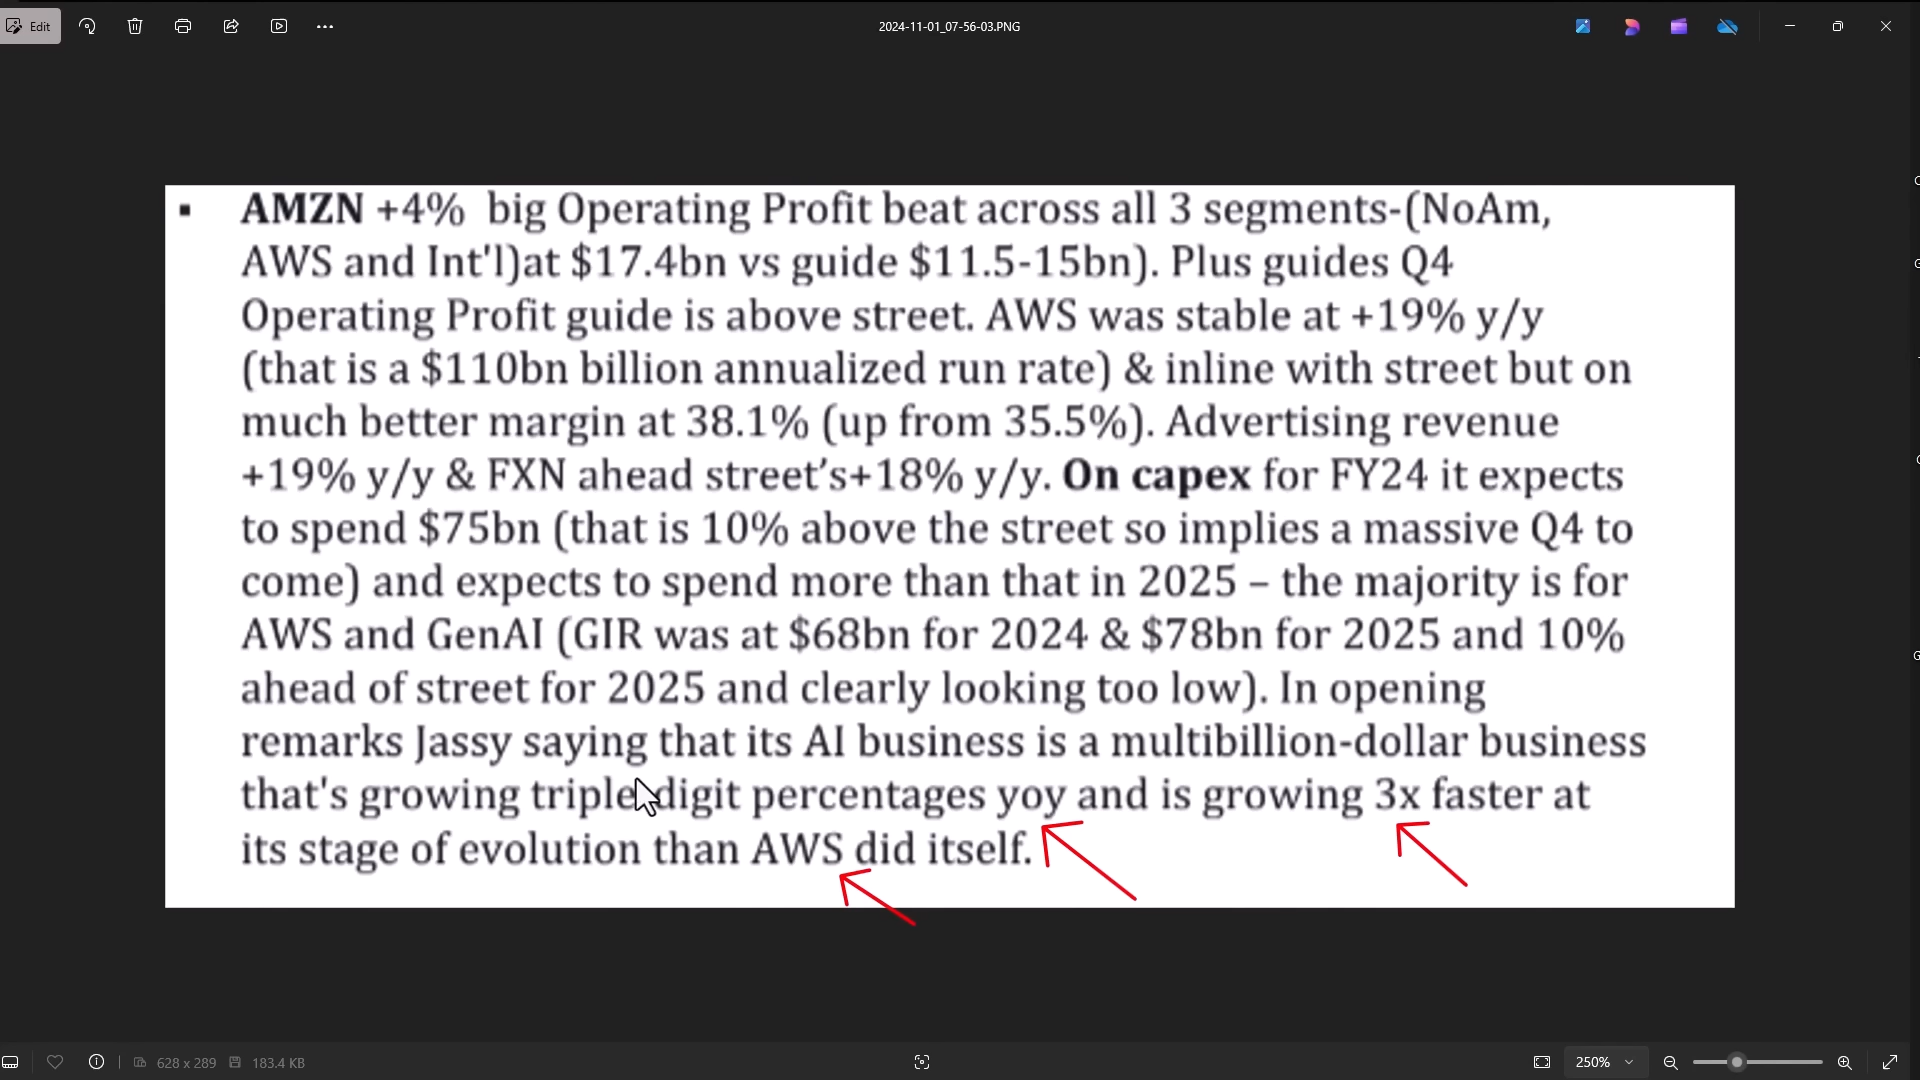 Edit
2024-11-01_07-56-03.PNG
▪ AMZN +4% big Operating Profit beat across all 3 segments-(NoAm,
AWS and Int'l)at $17.4bn vs guide $11.5-15bn). Plus guides Q4
Operating Profit guide is above street. AWS was stable at +19% y/y
(that is a $110bn billion annualized run rate) & inline with street but on
much better margin at 38.1% (up from 35.5%). Advertising revenue
+19% y/y & FXN ahead street’s+18% y/y. On capex for FY24 it expects
to spend $75bn (that is 10% above the street so implies a massive Q4 to
come) and expects to spend more than that in 2025 – the majority is for
AWS and GenAI (GIR was at $68bn for 2024 & $78bn for 2025 and 10%
ahead of street for 2025 and clearly looking too low). In opening
remarks Jassy saying that its AI business is a multibillion-dollar business
that's growing triple digit percentages yoy and is growing 3x faster at
its stage of evolution than AWS did itself.
628 x 289
183.4 KB
250%